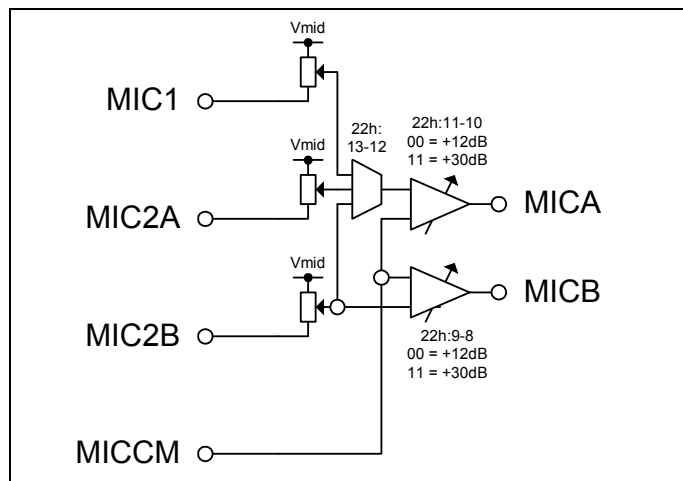 Vmid
MIC1
22h:
13-12
22h:11-10
00 = +12dB
11 = +30dB
Vmid
MIC2A
MICA
Vmid
MIC2B
MICB
22h:9-8
00 = +12dB
11 = +30dB
MICCM